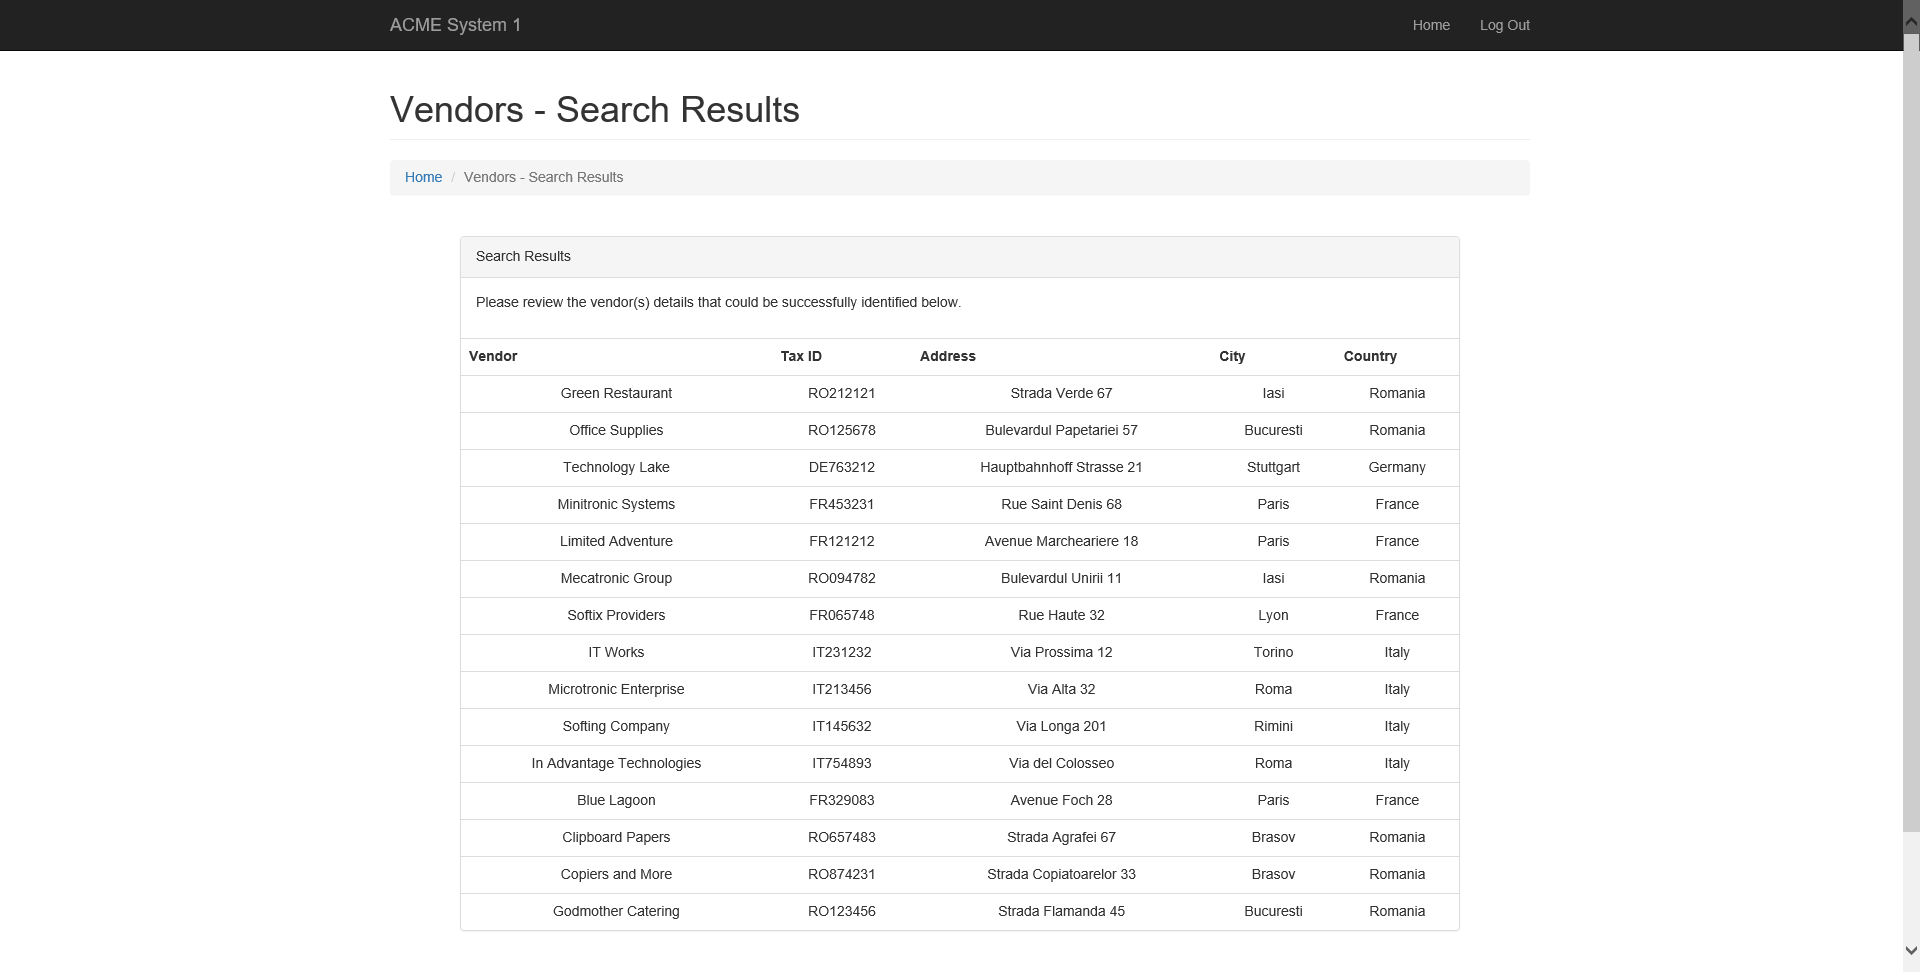 ACME System 1 Home Log Out
Vendors - Search Results
Home / Vendors - Search Results
Search Results
Please review the vendor(s) details that could be successfully identified below.
Vendor Tax ID Address City Country
Green Restaurant RO212121 Strada Verde 67 Iasi Romania
Office Supplies RO125678 Bulevardul Papetariei 57 Bucuresti Romania
Technology Lake DE763212 Hauptbahnhoff Strasse 21 Stuttgart Germany
Minitronic Systems FR453231 Rue Saint Denis 68 Paris France
Limited Adventure FR121212 Avenue Marcheariere 18 Paris France
Mecatronic Group RO094782 Bulevardul Unirii 11 Iasi Romania
Softix Providers FR065748 Rue Haute 32 Lyon France
IT Works IT231232 Via Prossima 12 Torino Italy
Microtronic Enterprise IT213456 Via Alta 32 Roma Italy
Softing Company IT145632 Via Longa 201 Rimini Italy
In Advantage Technologies IT754893 Via del Colosseo Roma Italy
Blue Lagoon FR329083 Avenue Foch 28 Paris France
Clipboard Papers RO657483 Strada Agrafei 67 Brasov Romania
Copiers and More RO874231 Strada Copiatoarelor 33 Brasov Romania
Godmother Catering RO123456 Strada Flamanda 45 Bucuresti Romania